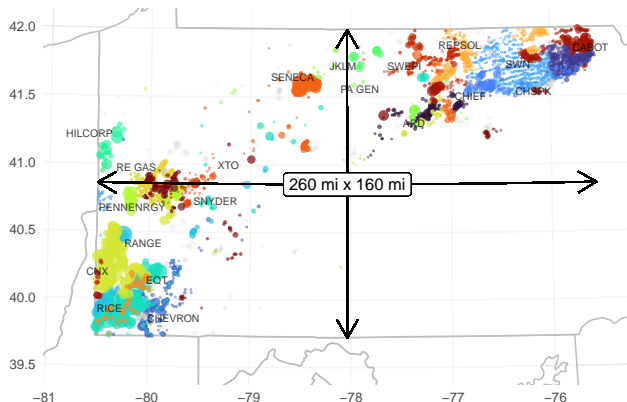 42.0
REPSOL
CABOT
JKLM
SWEPI
SWN
SENECA
PA GEN
CHIEF
CHSPK
41.5
ARD
HILCORP
41.0
RE GAS
XTO
260 mi x 160 mi
PENNENRGY
SNYDER
40.5
RANGE
CNX
EQT
40.0
RICE
CHEVRON
39.5
−81 −80 −79 −78 −77 −76